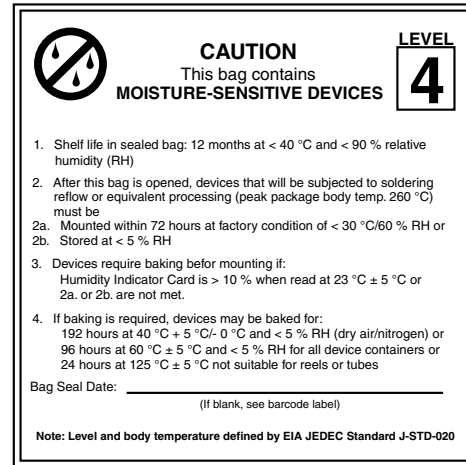 CAUTION
This bag contains
MOISTURE-SENSITIVE DEVICES
LEVEL
4
1. Shelf life in sealed bag: 12 months at < 40 °C and < 90 % relative
humidity (RH)
2. After this bag is opened, devices that will be subjected to soldering
reflow or equivalent processing (peak package body temp. 260 °C)
must be
2a. Mounted within 72 hours at factory condition of < 30 °C/60 % RH or
2b. Stored at < 5 % RH
3. Devices require baking befor mounting if:
Humidity Indicator Card is > 10 % when read at 23 °C ± 5 °C or
2a. or 2b. are not met.
4. If baking is required, devices may be baked for:
192 hours at 40 °C + 5 °C/- 0 °C and < 5 % RH (dry air/nitrogen) or
96 hours at 60 °C ± 5 °C and < 5 % RH for all device containers or
24 hours at 125 °C ± 5 °C not suitable for reels or tubes
Bag Seal Date:
(If blank, see barcode label)
Note: Level and body temperature defined by EIA JEDEC Standard J-STD-020